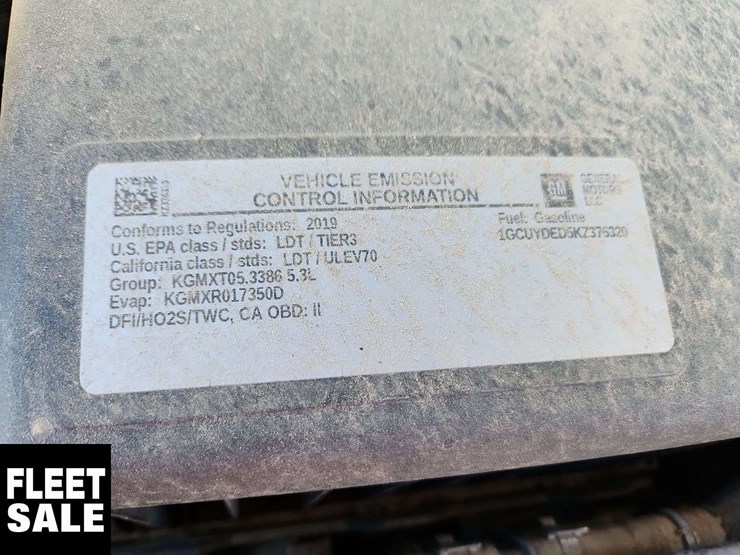 VEHICLE EMISSION
CONTROL INFORMATION
GM
GENERAL
MOTORS
LLC
Conforms to Regulations: 2019
U.S. EPA class / stds: LDT / TIER3
California class / stds: LDT / ULEV70
Group: KGMXT05.3386 5.3L
Evap: KGMXR017350D
DFI/HO2S/TWC, CA OBD: II
Fuel: Gasoline
1GCUYDED5KZ375320
FLEET
SALE